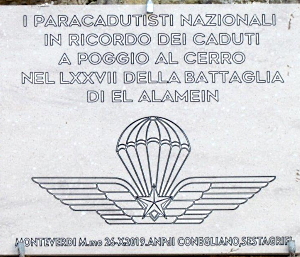 I PARACADUTISTI NAZIONALI
IN RICORDO DEI CADUTI
A POGGIO AL CERRO
NEL LXXVII DELLA BATTAGLIA
DI EL ALAMEIN
MONTEVERDI M.mo 26-X-2019.ANPdI CONEGLIANO,SESTAGRIFI